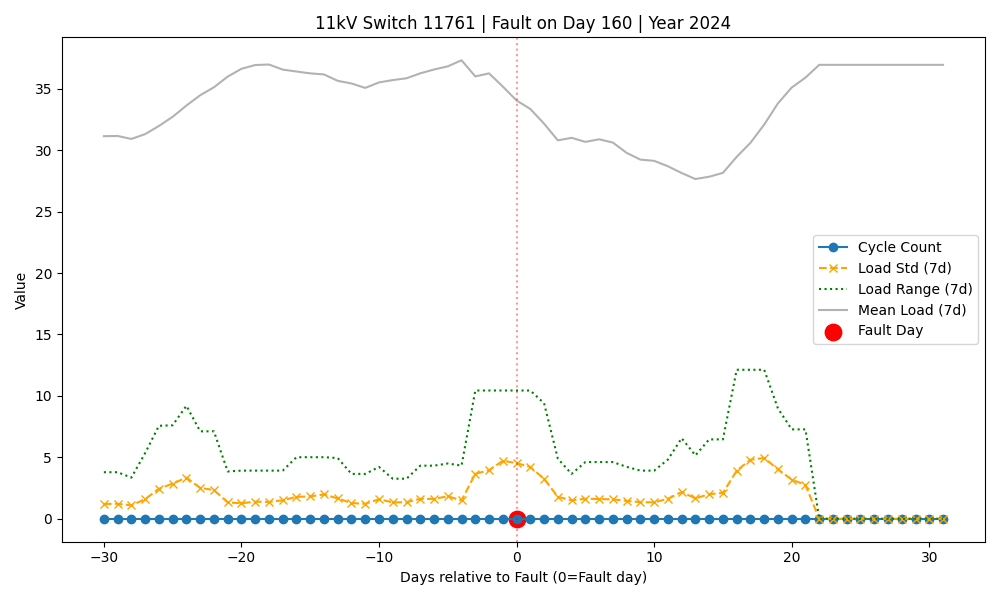 11kV Switch 11761 | Fault on Day 160 | Year 2024
Value
35
30
25
20
15
10
5
0
Cycle Count
Load Std (7d)
Load Range (7d)
Mean Load (7d)
Fault Day
−30
−20
−10
0
10
20
30
Days relative to Fault (0=Fault day)